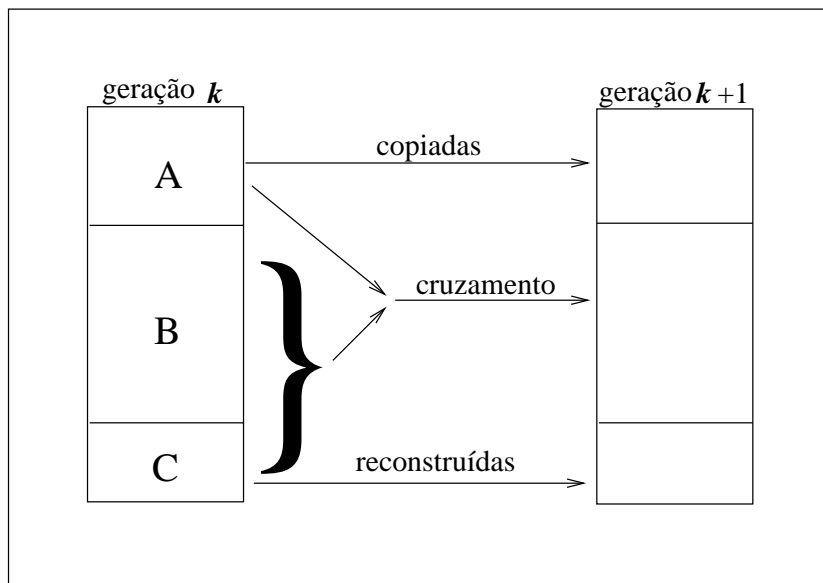 geração k
geração k +1
A
copiadas
cruzamento
B
C
reconstruídas